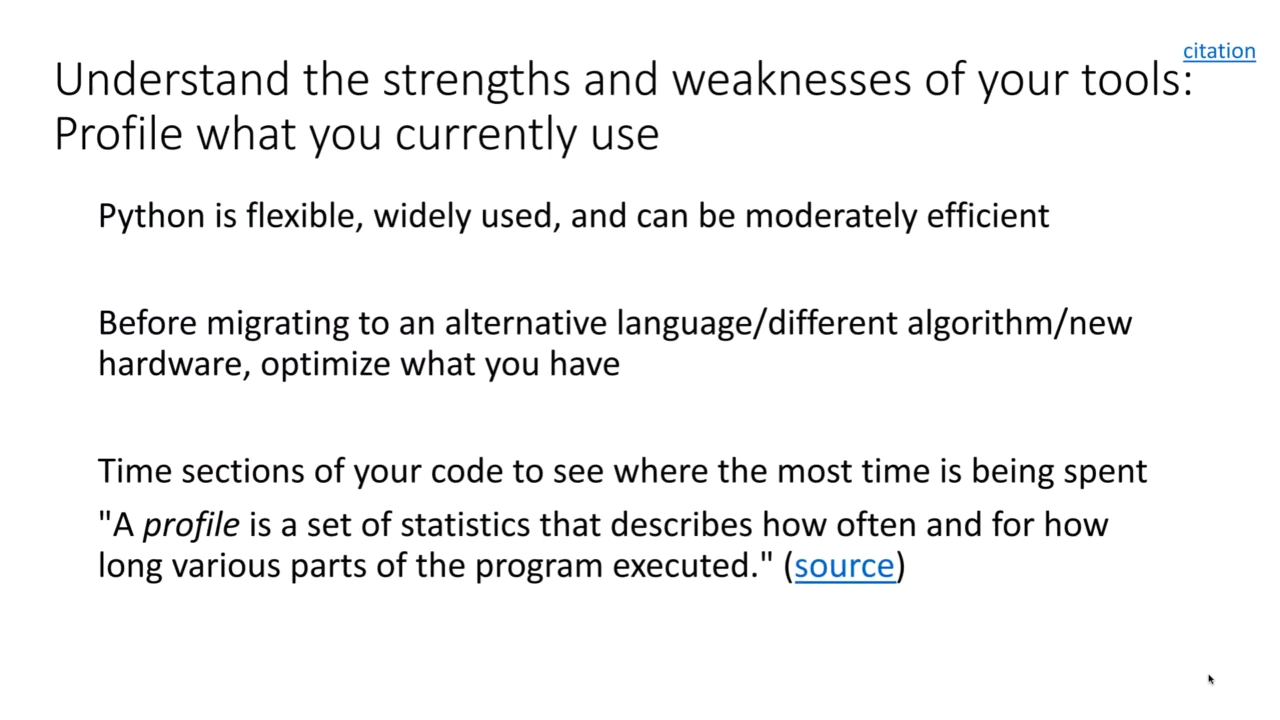 citation
Understand the strengths and weaknesses of your tools:
Profile what you currently use
Python is flexible, widely used, and can be moderately efficient
Before migrating to an alternative language/different algorithm/new
hardware, optimize what you have
Time sections of your code to see where the most time is being spent
"A profile is a set of statistics that describes how often and for how
long various parts of the program executed." (source)